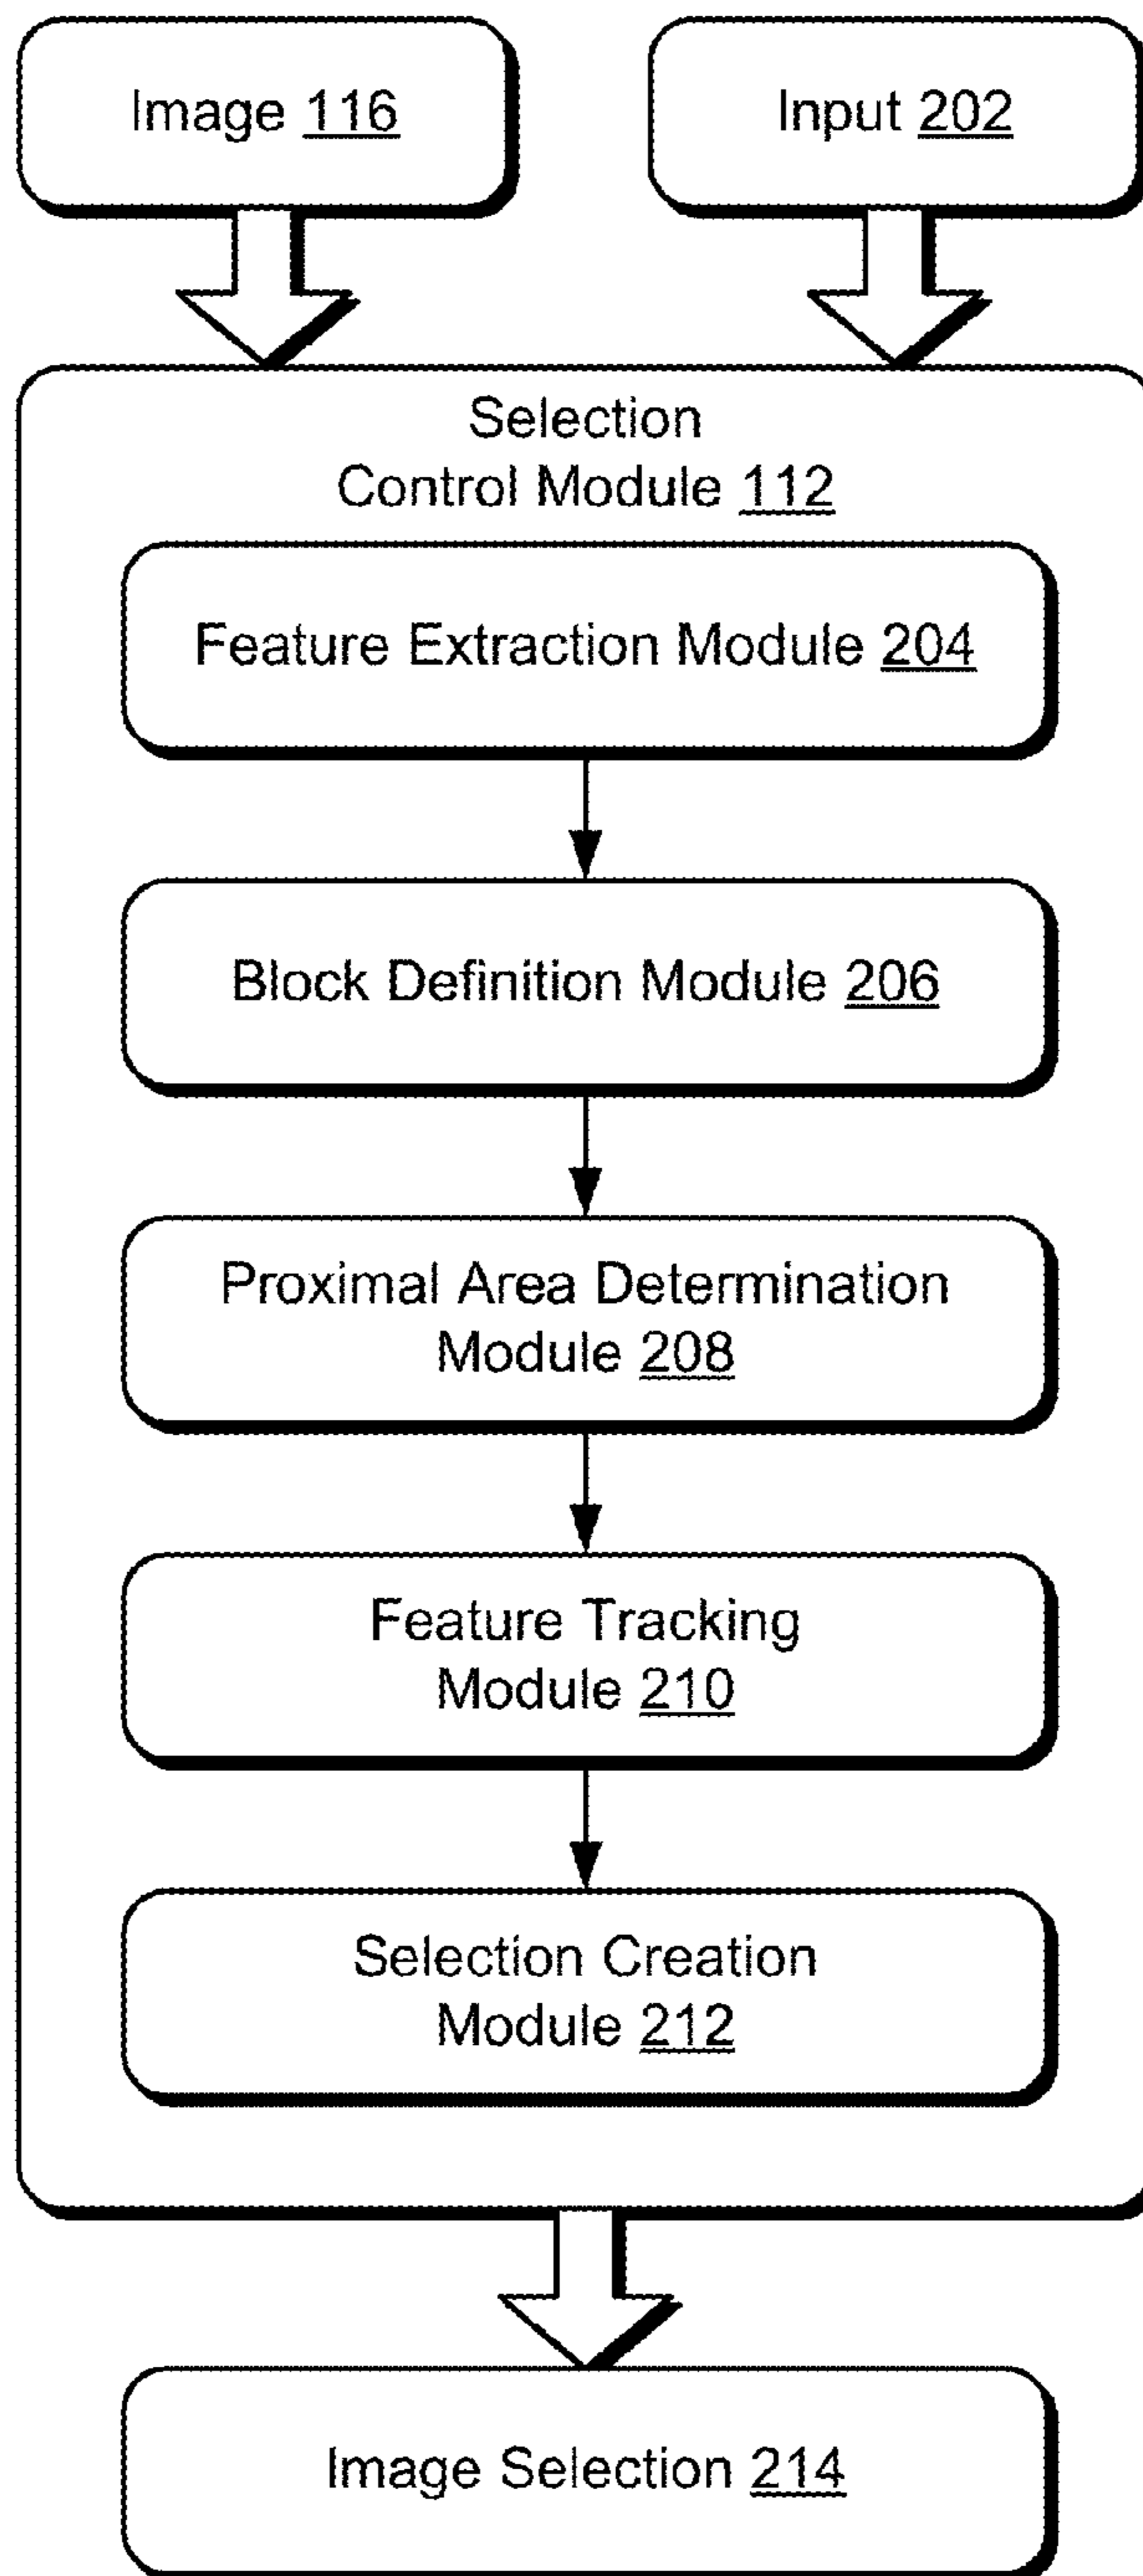 Image 116
Input 202
Selection
Control Module 112
Feature Extraction Module 204
Block Definition Module 206
Proximal Area Determination
Module 208
Feature Tracking
Module 210
Selection Creation
Module 212
Image Selection 214